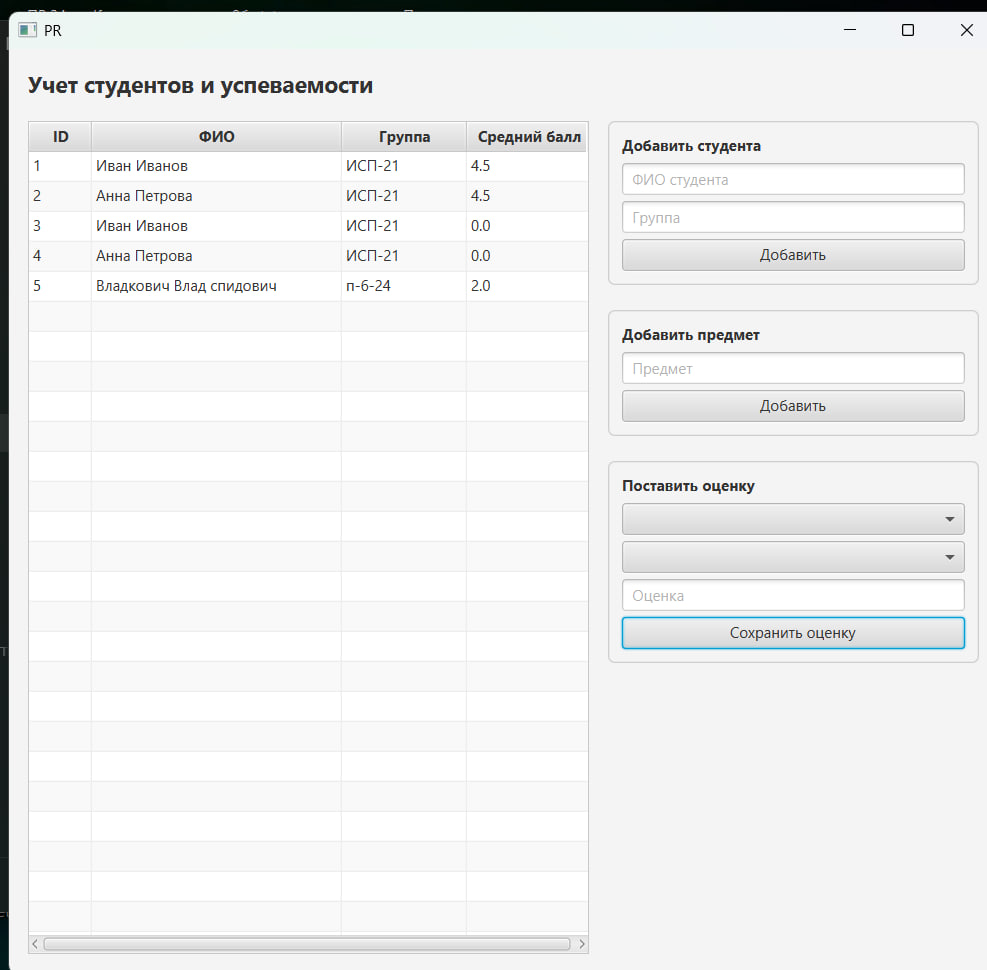 PR
Учет студентов и успеваемости
ID ФИО Группа Средний балл
1 Иван Иванов ИСП-21 4.5
2 Анна Петрова ИСП-21 4.5
3 Иван Иванов ИСП-21 0.0
4 Анна Петрова ИСП-21 0.0
5 Владкович Влад спидович п-6-24 2.0
Добавить студента
ФИО студента
Группа
Добавить
Добавить предмет
Предмет
Добавить
Поставить оценку
Оценка
Сохранить оценку